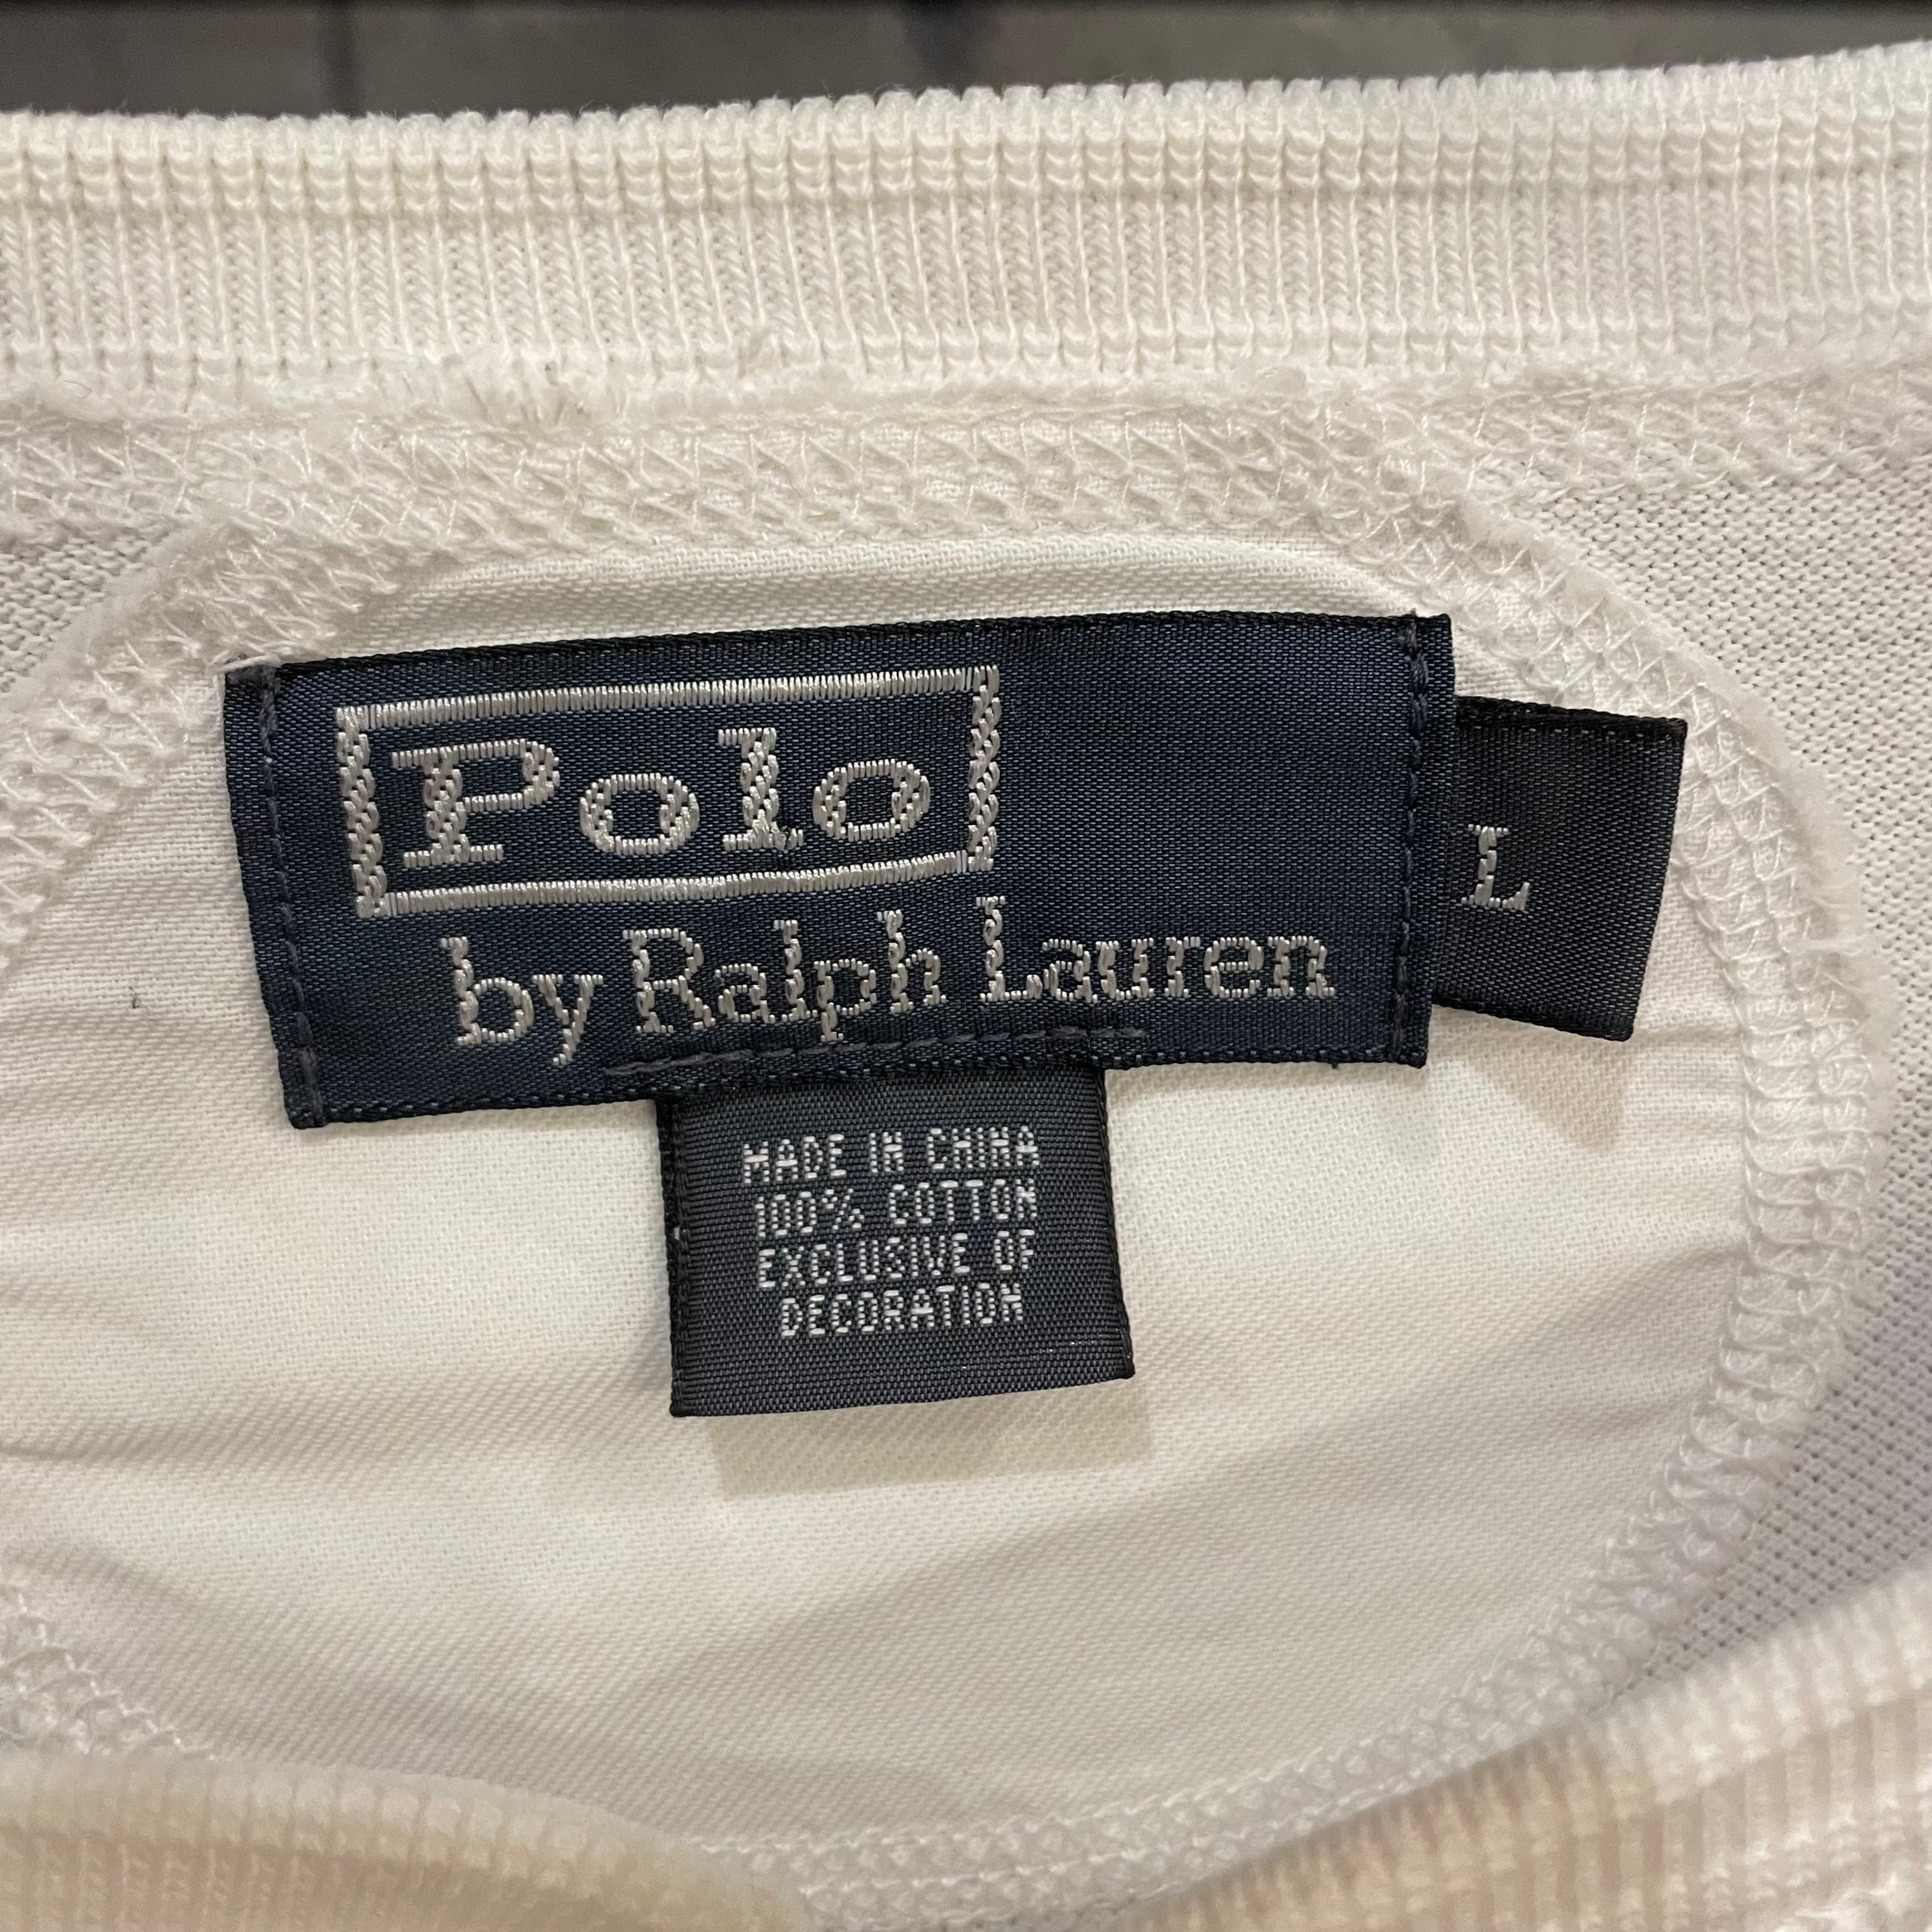 Polo
by Ralph Lauren
L
MADE IN CHINA
100% COTTON
EXCLUSIVE OF
DECORATION